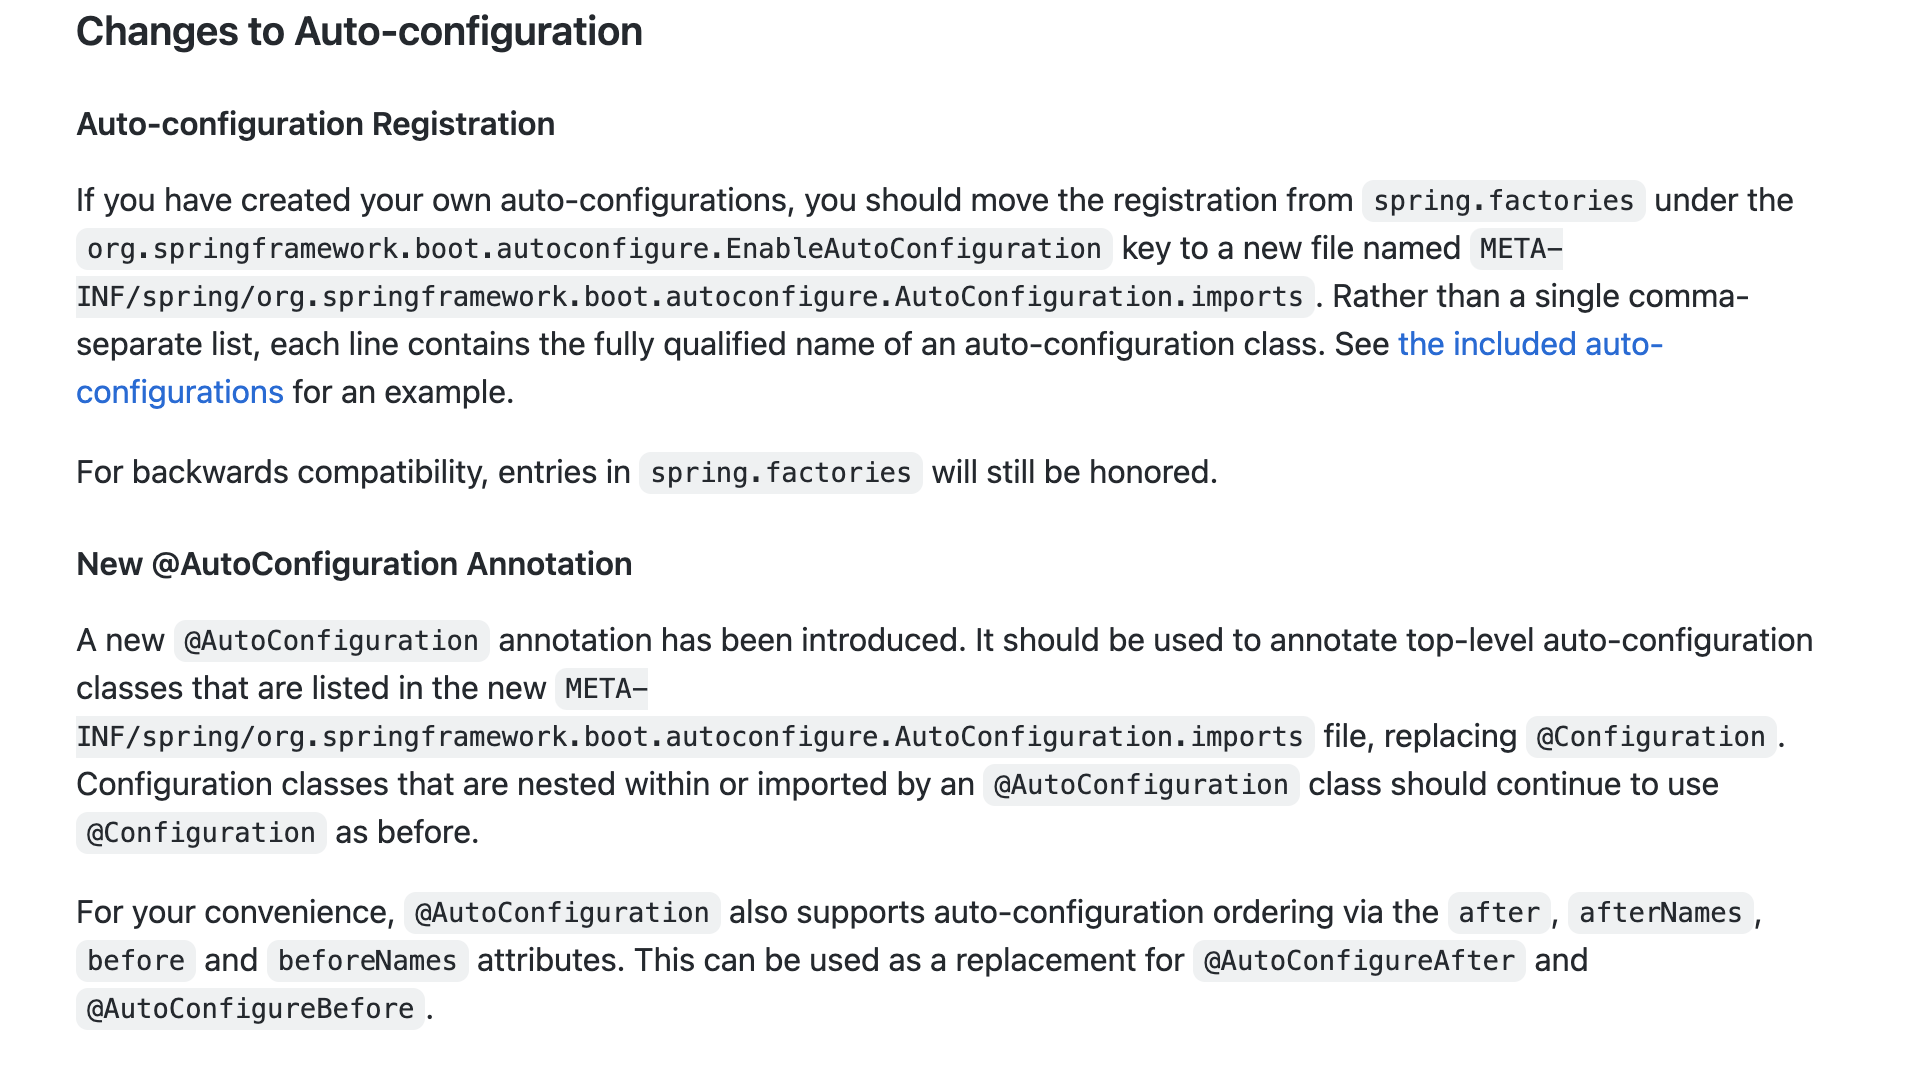 Changes to Auto-configuration
Auto-configuration Registration
If you have created your own auto-configurations, you should move the registration from spring.factories under the
org.springframework.boot.autoconfigure.EnableAutoConfiguration key to a new file named META-
INF/spring/org.springframework.boot.autoconfigure.AutoConfiguration.imports. Rather than a single comma-
separate list, each line contains the fully qualified name of an auto-configuration class. See the included auto-
configurations for an example.
For backwards compatibility, entries in spring.factories will still be honored.
New @AutoConfiguration Annotation
A new @AutoConfiguration annotation has been introduced. It should be used to annotate top-level auto-configuration
classes that are listed in the new META-
INF/spring/org.springframework.boot.autoconfigure.AutoConfiguration.imports file, replacing @Configuration.
Configuration classes that are nested within or imported by an @AutoConfiguration class should continue to use
@Configuration as before.
For your convenience, @AutoConfiguration also supports auto-configuration ordering via the after, afterNames,
before and beforeNames attributes. This can be used as a replacement for @AutoConfigureAfter and
@AutoConfigureBefore.